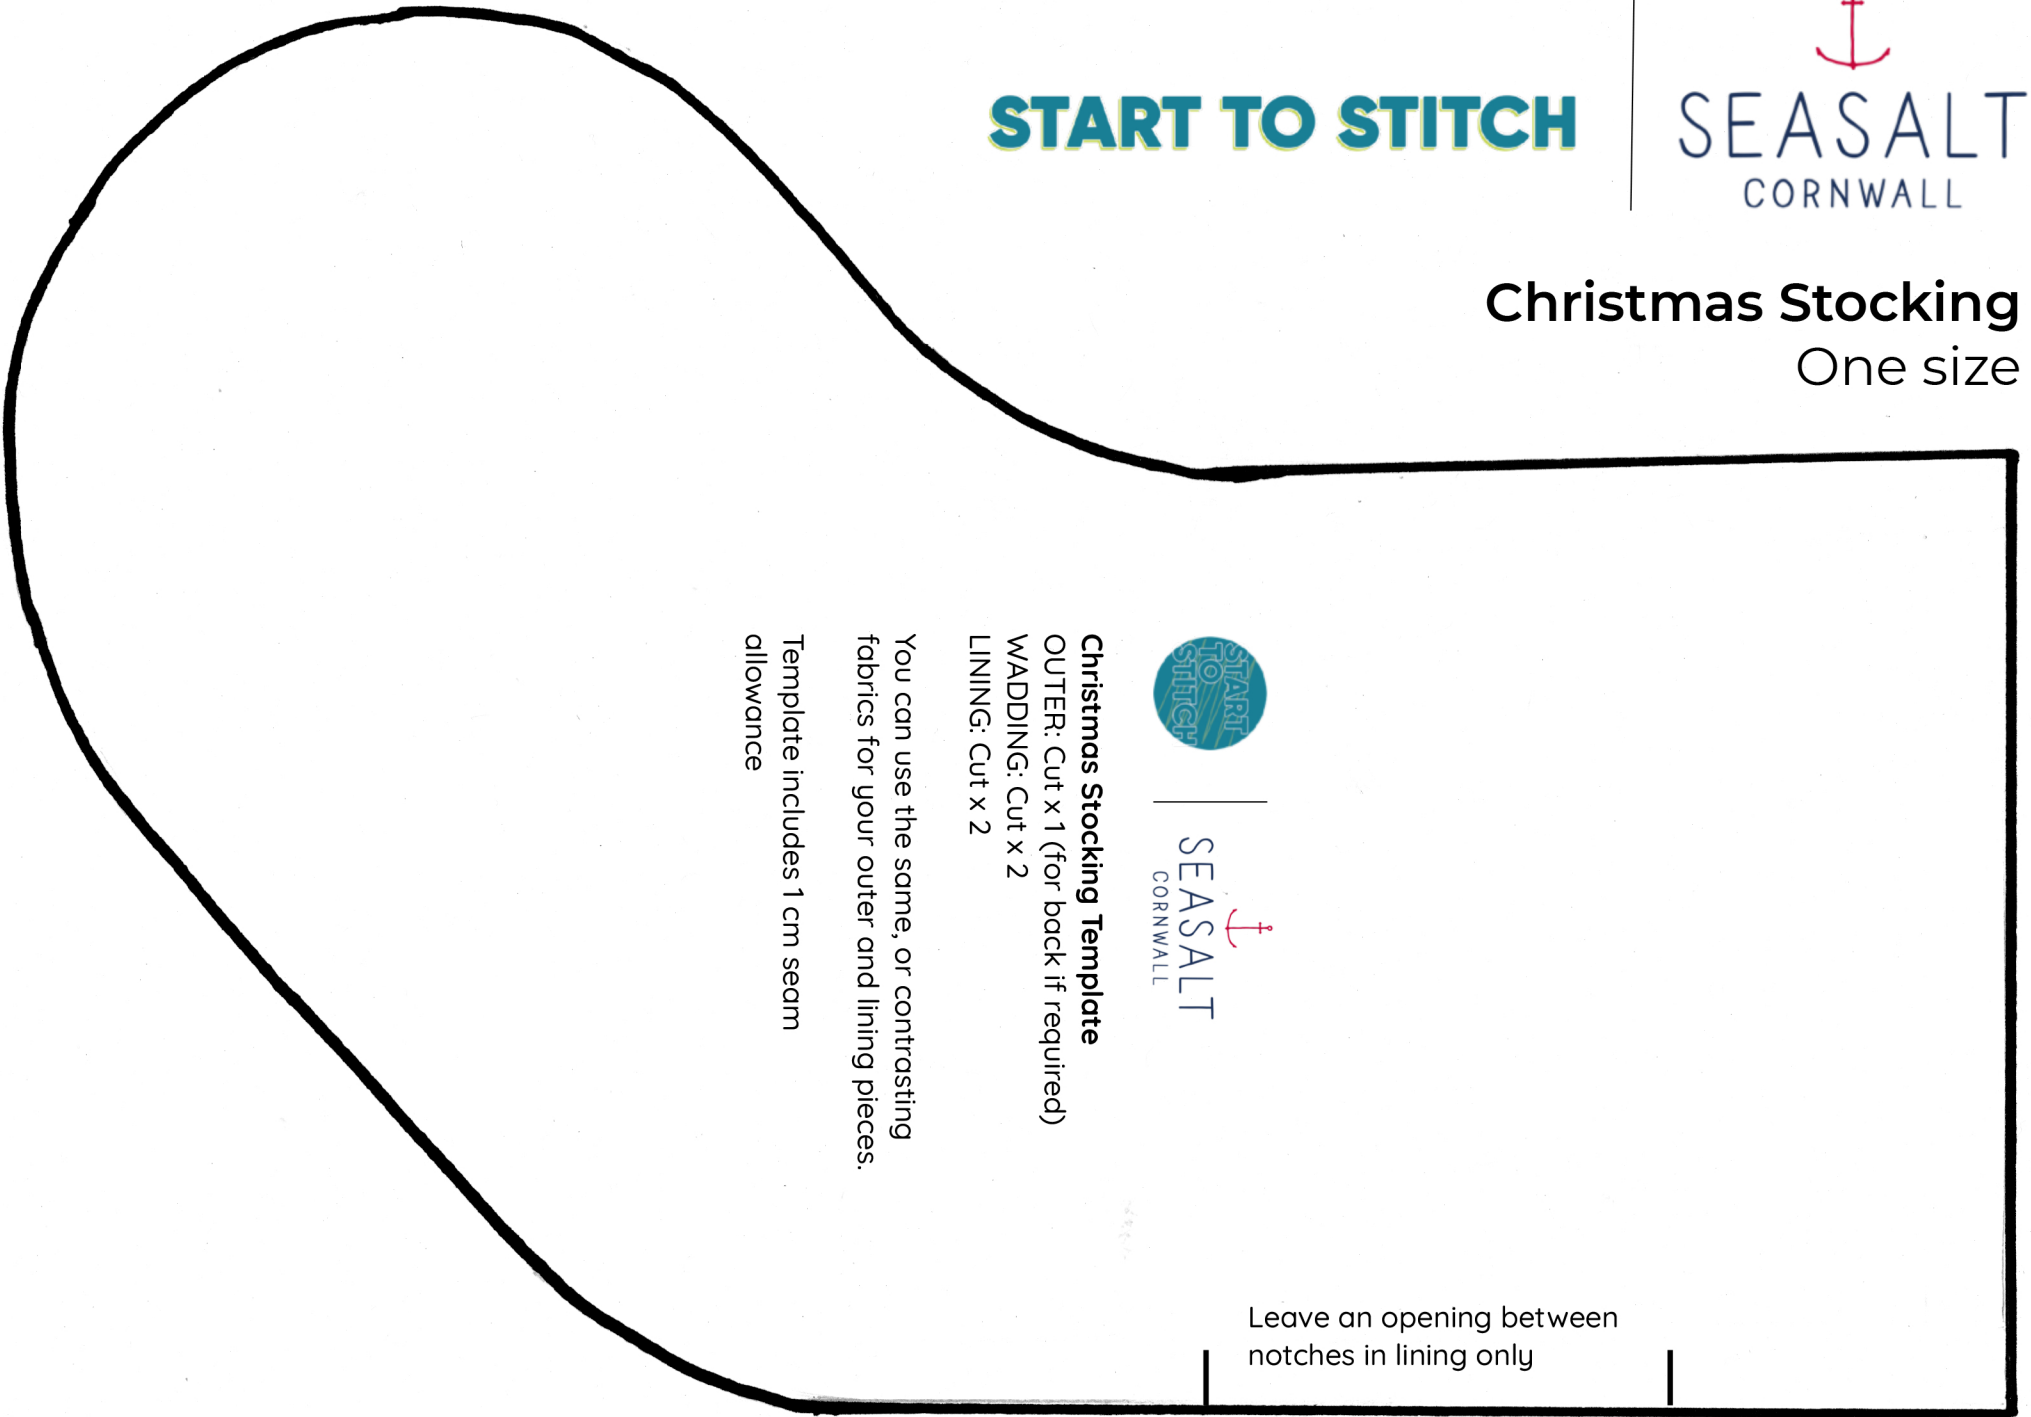 START TO STITCH
SEASALT
CORNWALL
Christmas Stocking
One size
START
TO
STITCH
SEASALT
CORNWALL
Christmas Stocking Template
OUTER: Cut x 1 (for back if required)
WADDING: Cut x 2
LINING: Cut x 2
You can use the same, or contrasting
fabrics for your outer and lining pieces.
Template includes 1 cm seam
allowance
Leave an opening between
notches in lining only